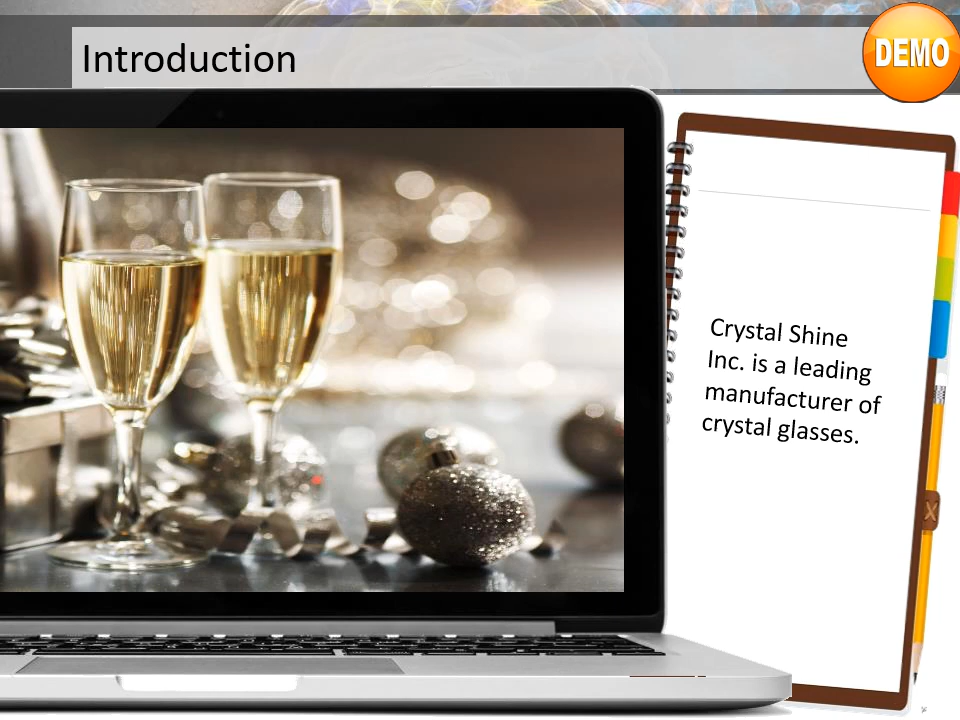 Introduction
DEMO
Crystal Shine
Inc. is a leading
manufacturer of
crystal glasses.